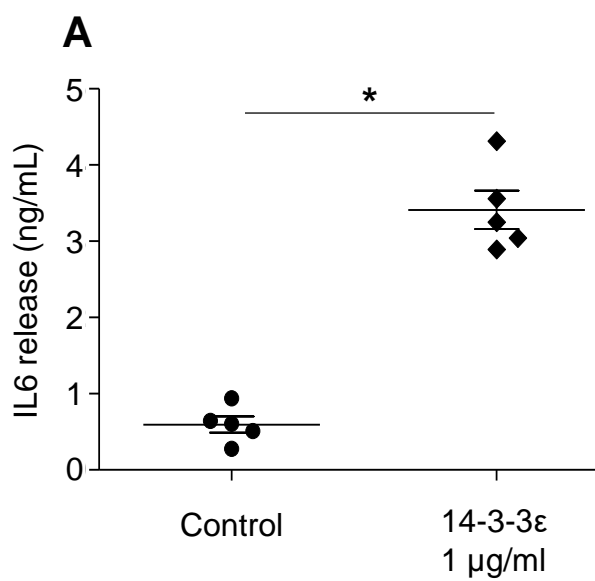 A
*
5
4
3
2
1
0
IL6 release (ng/mL)
Control
14-3-3ε
1 µg/ml